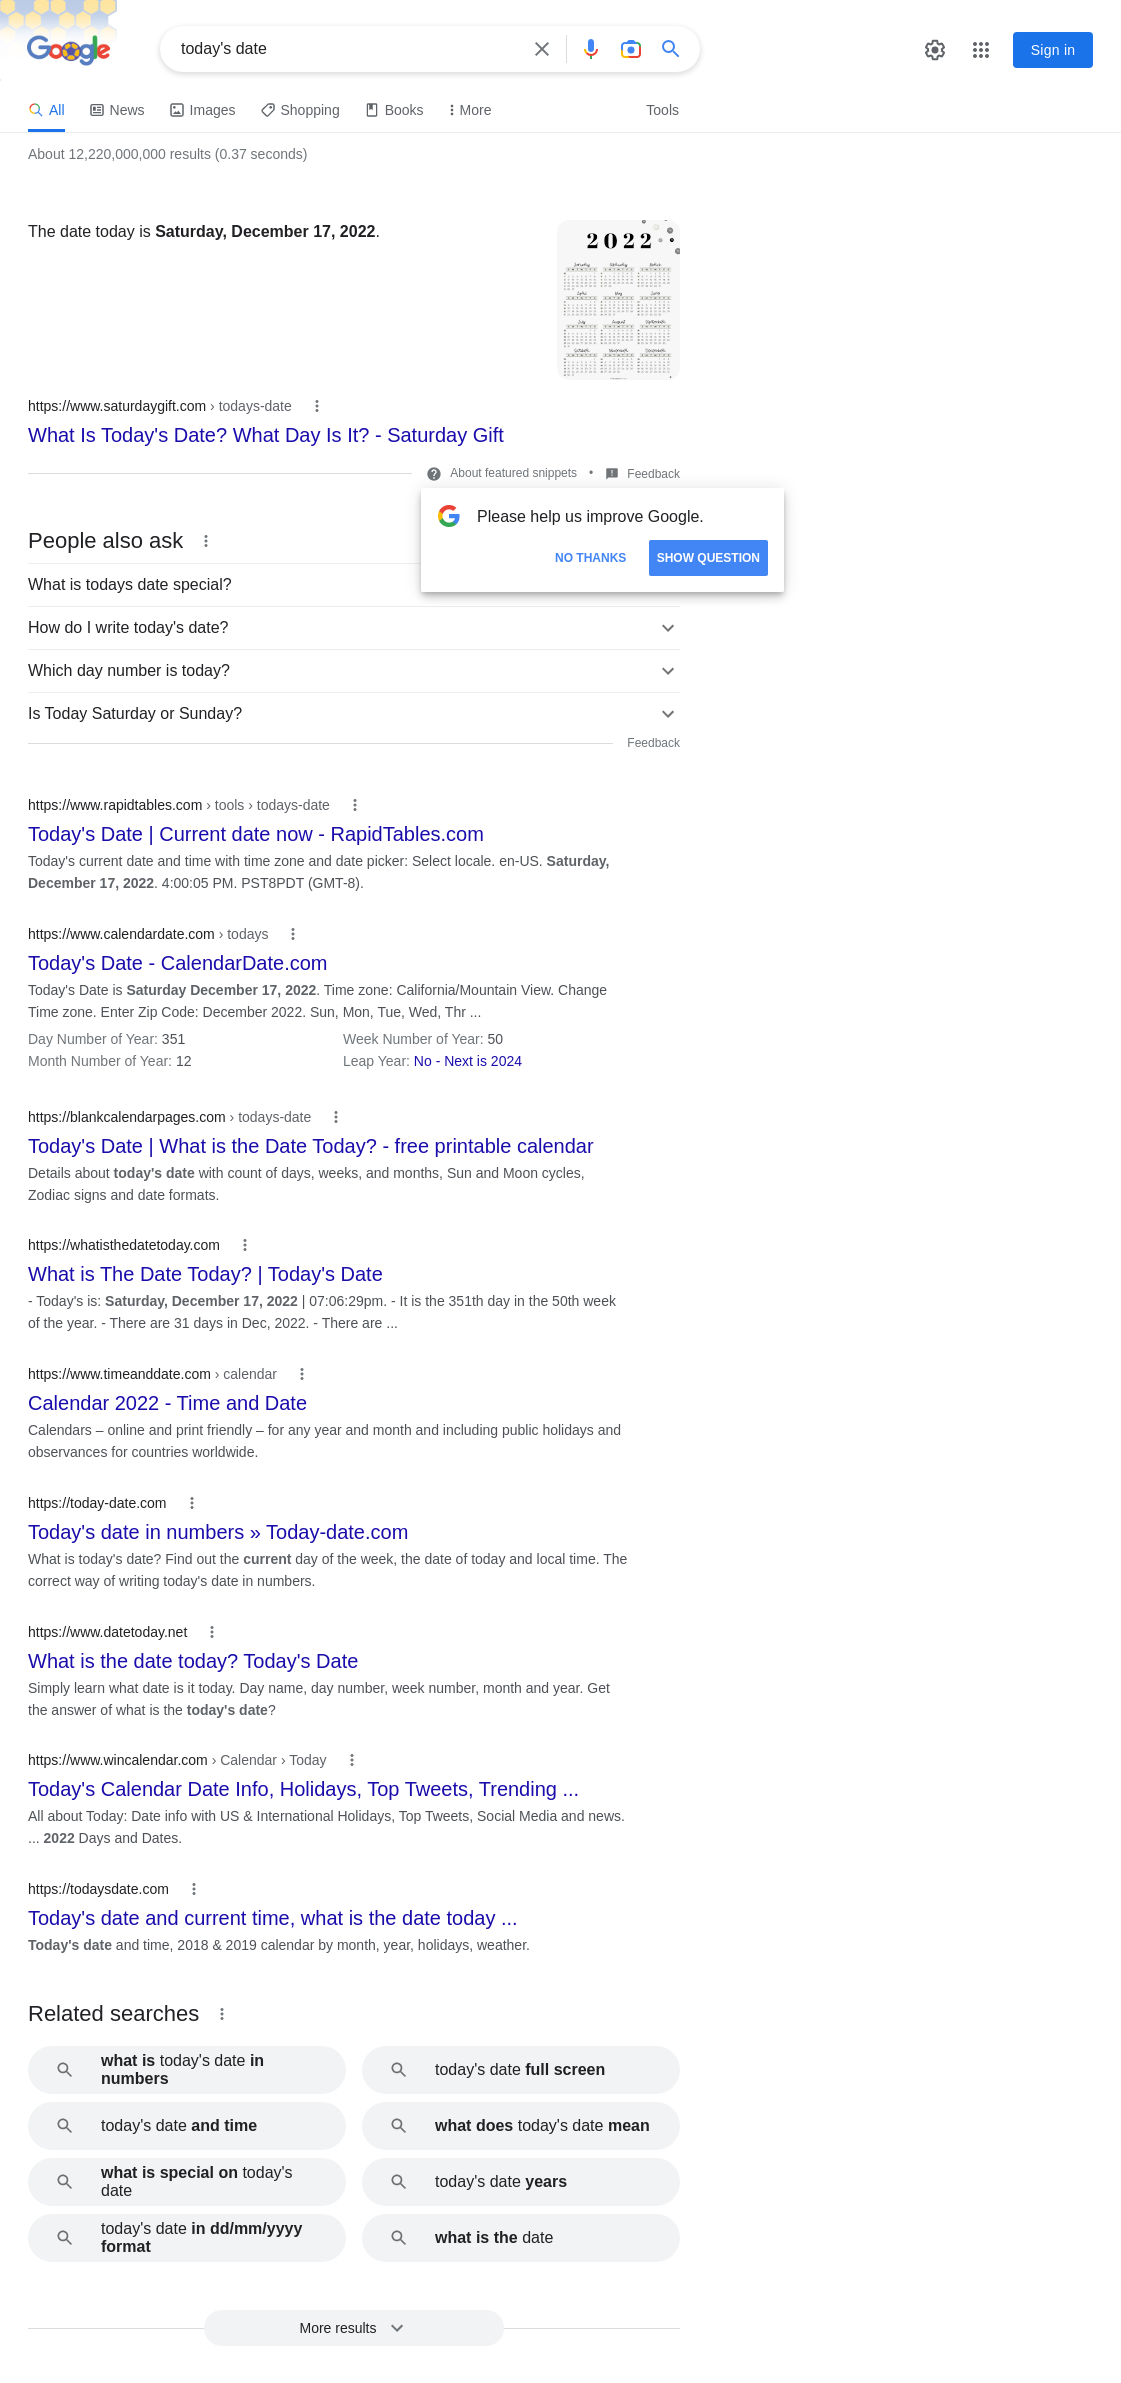 Google
today's date
Sign in
All
News
Images
Shopping
Books
More
Tools
About 12,220,000,000 results (0.37 seconds)
The date today is Saturday, December 17, 2022.
2022
https://www.saturdaygift.com › todays-date
What Is Today's Date? What Day Is It? - Saturday Gift
About featured snippets • Feedback
Please help us improve Google.
NO THANKS
SHOW QUESTION
People also ask
What is todays date special?
How do I write today's date?
Which day number is today?
Is Today Saturday or Sunday?
Feedback
https://www.rapidtables.com › tools › todays-date
Today's Date | Current date now - RapidTables.com
Today's current date and time with time zone and date picker: Select locale. en-US. Saturday,
December 17, 2022. 4:00:05 PM. PST8PDT (GMT-8).
https://www.calendardate.com › todays
Today's Date - CalendarDate.com
Today's Date is Saturday December 17, 2022. Time zone: California/Mountain View. Change
Time zone. Enter Zip Code: December 2022. Sun, Mon, Tue, Wed, Thr ...
Day Number of Year: 351
Week Number of Year: 50
Month Number of Year: 12
Leap Year: No - Next is 2024
https://blankcalendarpages.com › todays-date
Today's Date | What is the Date Today? - free printable calendar
Details about today's date with count of days, weeks, and months, Sun and Moon cycles,
Zodiac signs and date formats.
https://whatisthedatetoday.com
What is The Date Today? | Today's Date
- Today's is: Saturday, December 17, 2022 | 07:06:29pm. - It is the 351th day in the 50th week
of the year. - There are 31 days in Dec, 2022. - There are ...
https://www.timeanddate.com › calendar
Calendar 2022 - Time and Date
Calendars – online and print friendly – for any year and month and including public holidays and
observances for countries worldwide.
https://today-date.com
Today's date in numbers » Today-date.com
What is today's date? Find out the current day of the week, the date of today and local time. The
correct way of writing today's date in numbers.
https://www.datetoday.net
What is the date today? Today's Date
Simply learn what date is it today. Day name, day number, week number, month and year. Get
the answer of what is the today's date?
https://www.wincalendar.com › Calendar › Today
Today's Calendar Date Info, Holidays, Top Tweets, Trending ...
All about Today: Date info with US & International Holidays, Top Tweets, Social Media and news.
... 2022 Days and Dates.
https://todaysdate.com
Today's date and current time, what is the date today ...
Today's date and time, 2018 & 2019 calendar by month, year, holidays, weather.
Related searches
what is today's date in
numbers
today's date full screen
today's date and time
what does today's date mean
what is special on today's
date
today's date years
today's date in dd/mm/yyyy
format
what is the date
More results